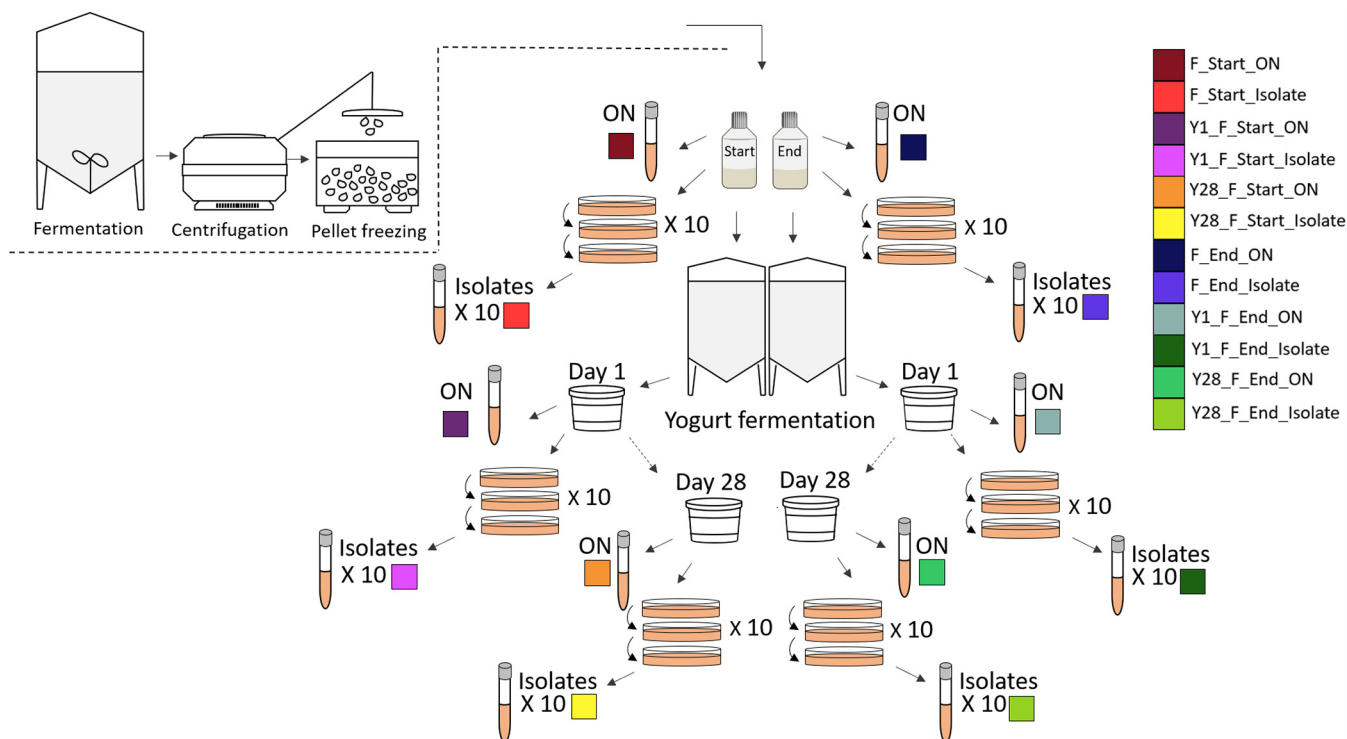 Fermentation
Centrifugation
Pellet freezing
ON
Start
End
ON
X 10
X 10
Isolates
X 10
Isolates
X 10
Day 1
Day 1
ON
Yogurt fermentation
ON
X 10
Day 28
Day 28
X 10
Isolates
X 10
ON
ON
Isolates
X 10
X 10
X 10
Isolates
X 10
Isolates
X 10
F_Start_ON
F_Start_Isolate
Y1_F_Start_ON
Y1_F_Start_Isolate
Y28_F_Start_ON
Y28_F_Start_Isolate
F_End_ON
F_End_Isolate
Y1_F_End_ON
Y1_F_End_Isolate
Y28_F_End_ON
Y28_F_End_Isolate